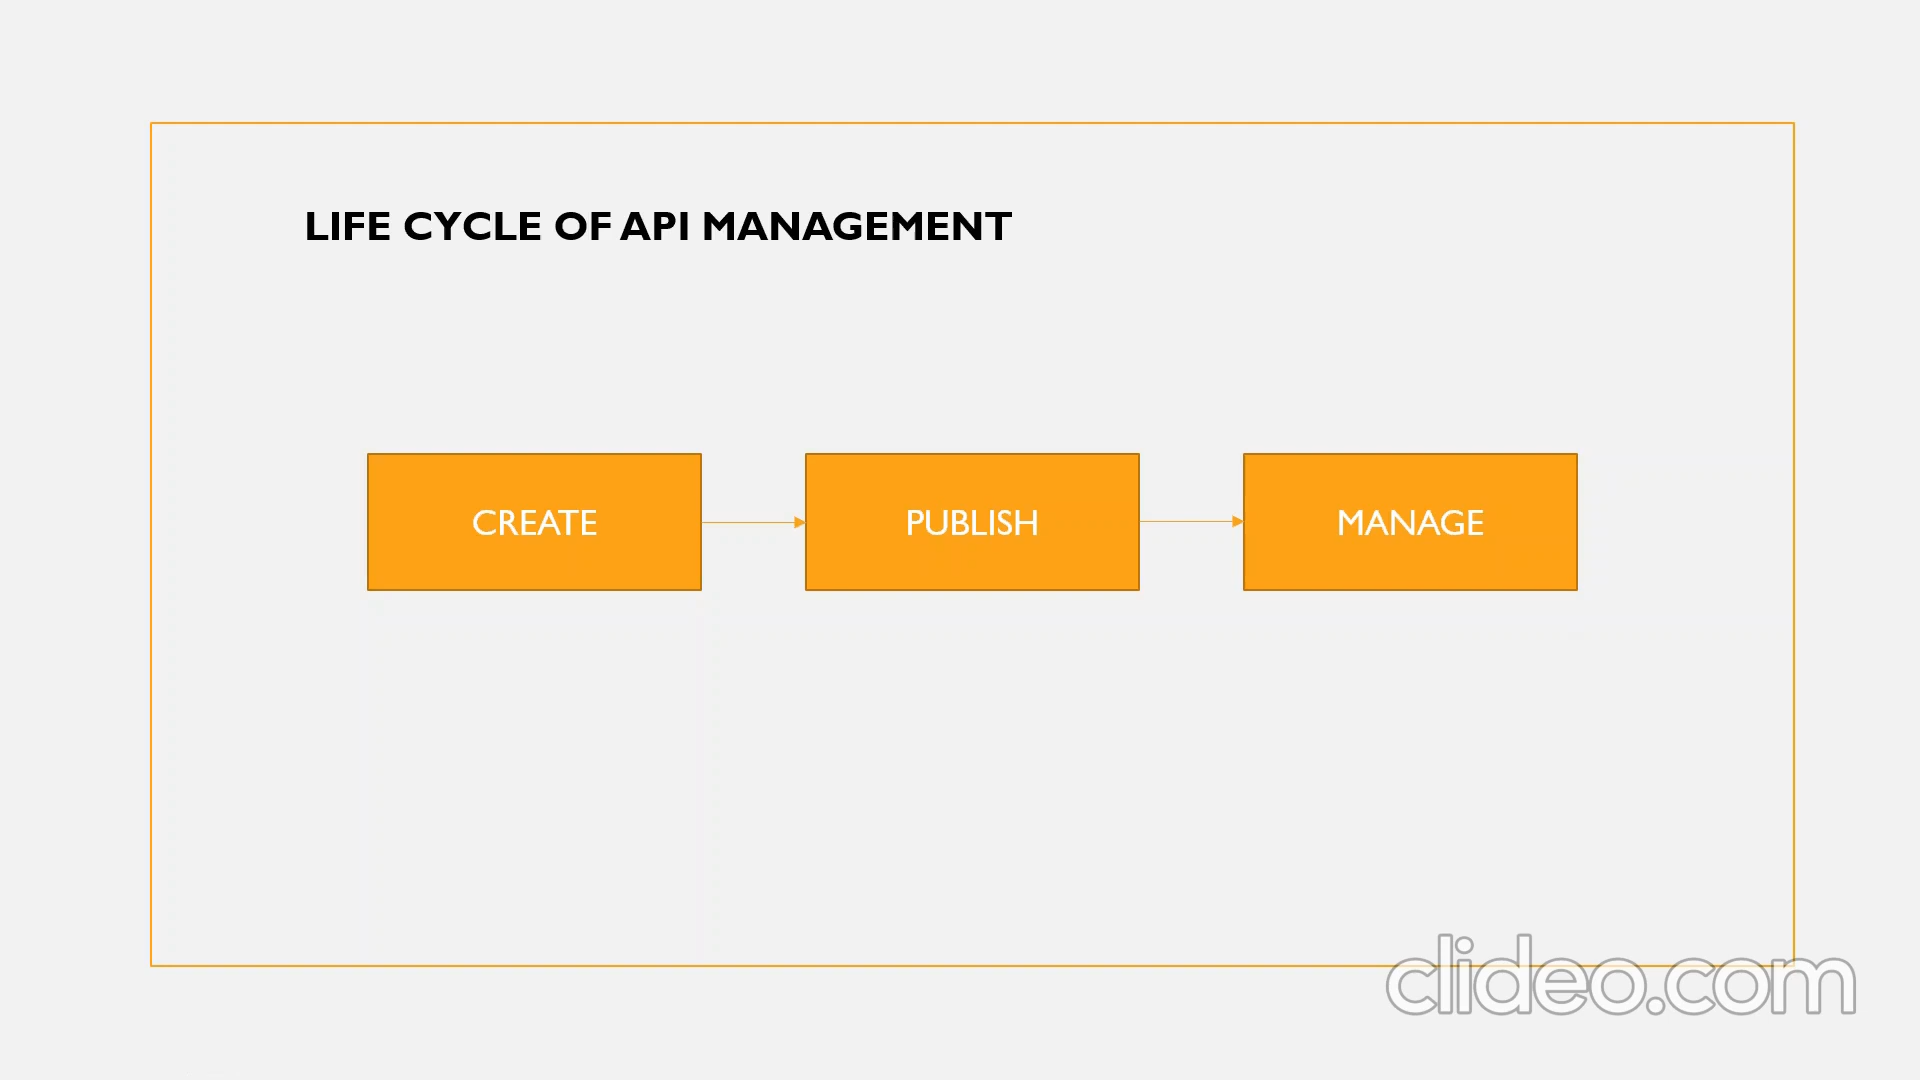 LIFE CYCLE OF API MANAGEMENT
CREATE
PUBLISH
MANAGE
clideo.com